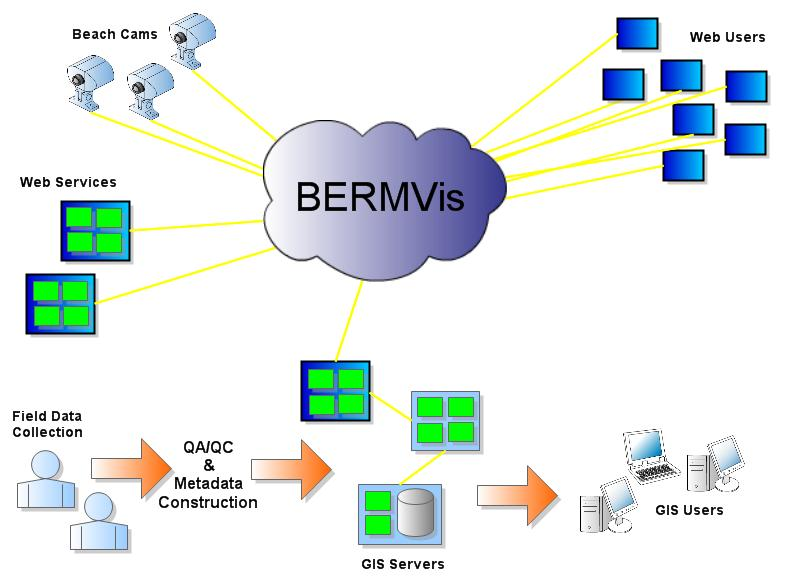 Beach Cams
Web Users
BERMVis
Web Services
Field Data
Collection
QA/QC
&
Metadata
Construction
GIS Servers
GIS Users